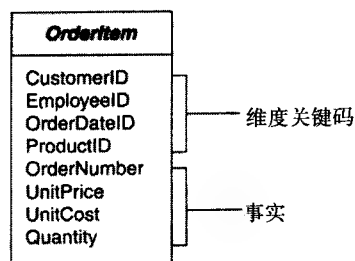 OrderItem
CustomerID
EmployeeID
OrderDateID
ProductID
OrderNumber
UnitPrice
UnitCost
Quantity
维度关键码
事实